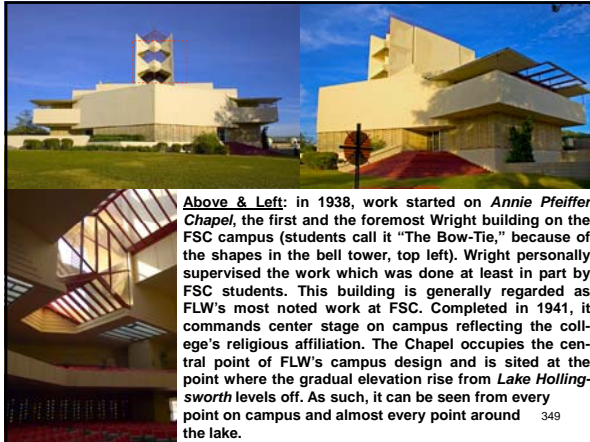 Above & Left: in 1938, work started on Annie Pfeiffer
Chapel, the first and the foremost Wright building on the
FSC campus (students call it “The Bow-Tie,” because of
the shapes in the bell tower, top left). Wright personally
supervised the work which was done at least in part by
FSC students. This building is generally regarded as
FLW’s most noted work at FSC. Completed in 1941, it
commands center stage on campus reflecting the coll-
ege’s religious affiliation. The Chapel occupies the cen-
tral point of FLW’s campus design and is sited at the
point where the gradual elevation rise from Lake Holling-
sworth levels off. As such, it can be seen from every
point on campus and almost every point around
the lake.
349